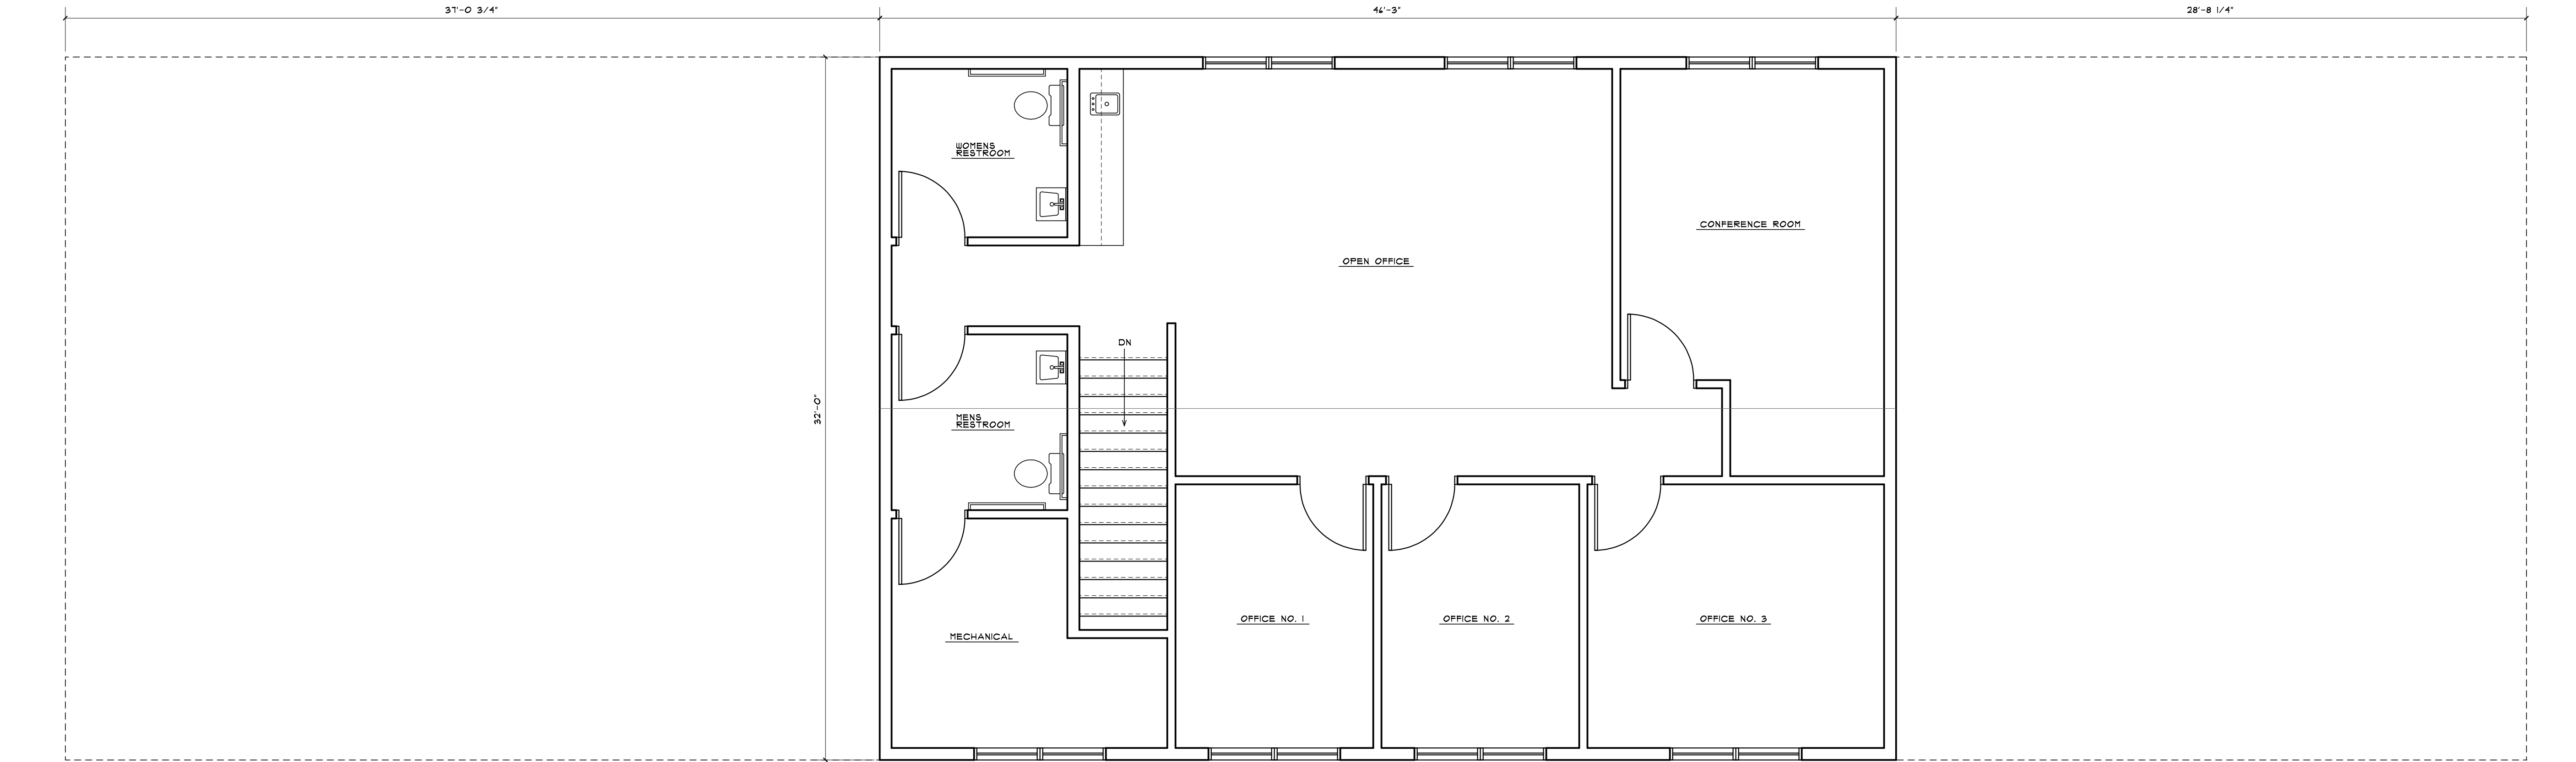 37'-0 3/4"
46'-3"
28'-8 1/4"
WOMENS
RESTROOM
CONFERENCE ROOM
OPEN OFFICE
DN
32'-0"
MENS
RESTROOM
OFFICE NO. 1
OFFICE NO. 2
OFFICE NO. 3
MECHANICAL